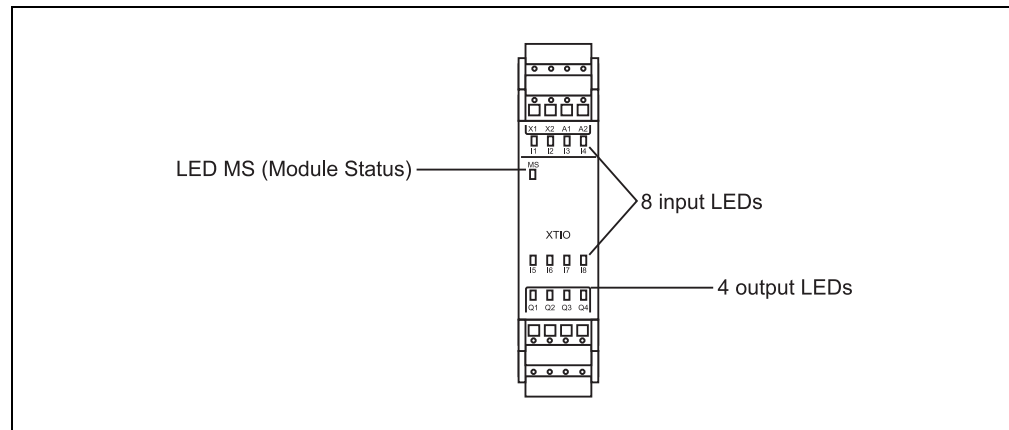 X1 X2 A1 A2
I1 I2 I3 I4
LED MS (Module Status)
MS
8 input LEDs
XTIO
I5 I6 I7 I8
4 output LEDs
Q1 Q2 Q3 Q4